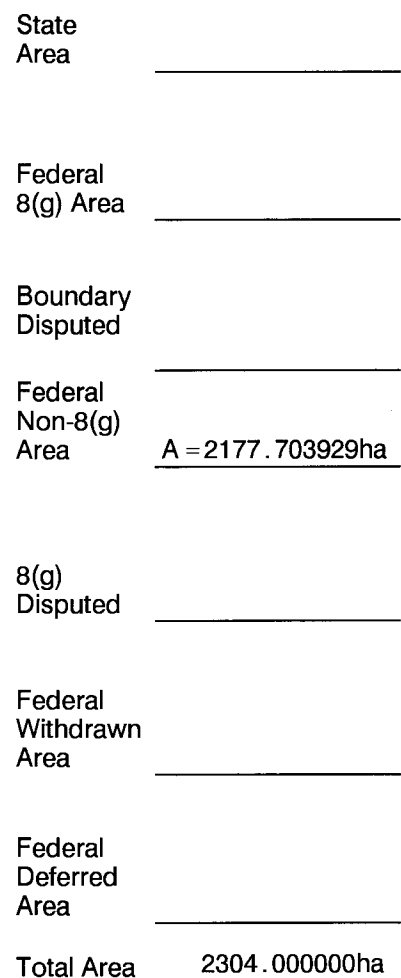 State
Area
Federal
8(g) Area
Boundary
Disputed
Federal
Non-8(g)
Area A = 2177.703929ha
8(g)
Disputed
Federal
Withdrawn
Area
Federal
Deferred
Area
Total Area 2304.000000ha